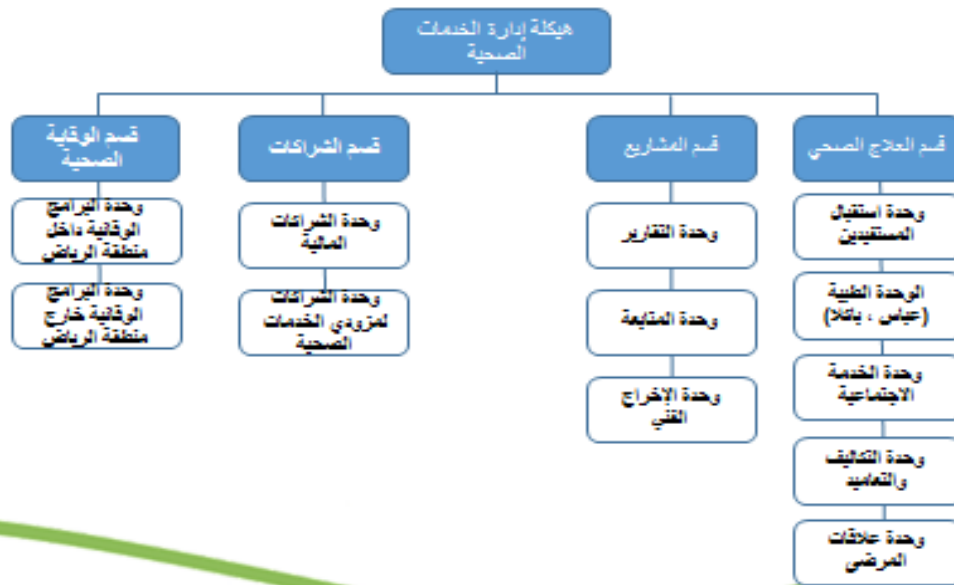 هيكلة إدارة الخدمات
الصحية
قسم العلاج الصحي
وحدة استقبال
المستفيدين
الوحدة الطبية
(عباس ، باتلا)
وحدة الخدمة
الاجتماعية
وحدة التكاليف
والتعاميد
وحدة علاقات
المرضى
قسم المشاريع
وحدة التقارير
وحدة المتابعة
وحدة الإخراج
الفني
قسم الشراكات
وحدة الشراكات
المالية
وحدة الشراكات
لمزودي الخدمات
الصحية
قسم الوقاية
الصحية
وحدة البرامج
الوقائية داخل
منطقة الرياض
وحدة البرامج
الوقائية خارج
منطقة الرياض